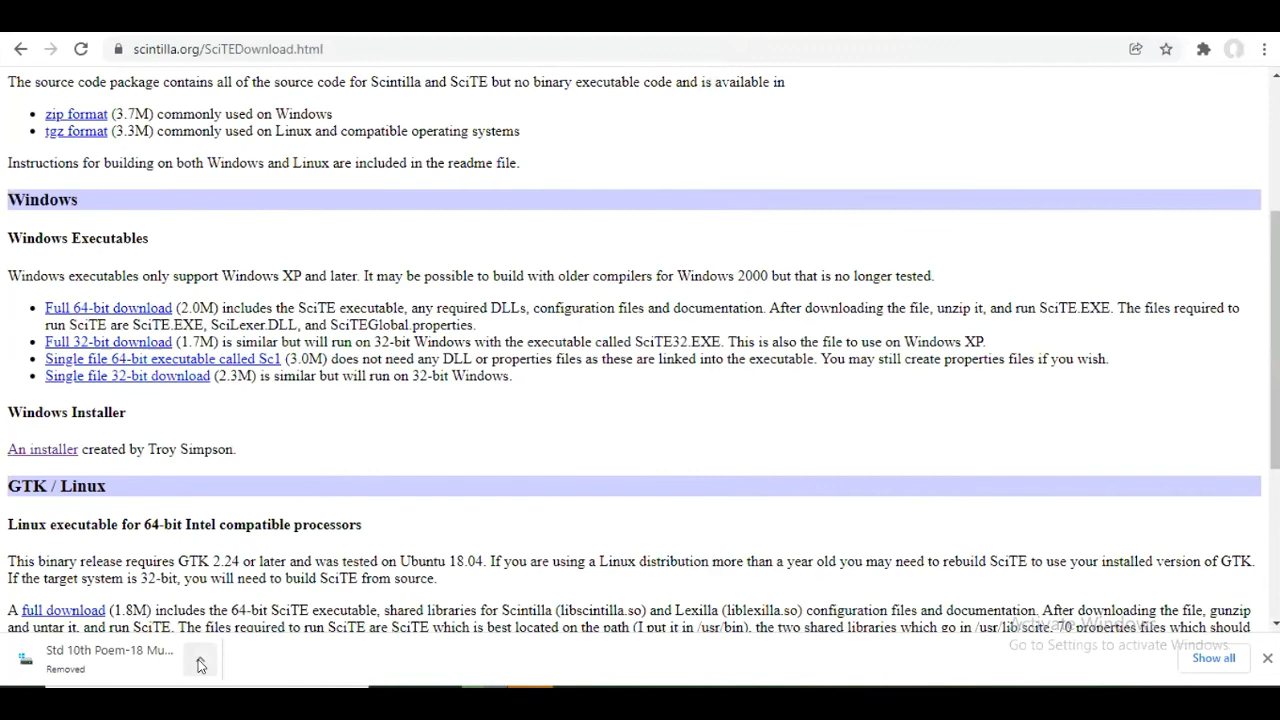 scintilla.org/SciTEDownload.html
The source code package contains all of the source code for Scintilla and SciTE but no binary executable code and is available in
• zip format (3.7M) commonly used on Windows
• tgz format (3.3M) commonly used on Linux and compatible operating systems
Instructions for building on both Windows and Linux are included in the readme file.
Windows
Windows Executables
Windows executables only support Windows XP and later. It may be possible to build with older compilers for Windows 2000 but that is no longer tested.
• Full 64-bit download (2.0M) includes the SciTE executable, any required DLLs, configuration files and documentation. After downloading the file, unzip it, and run SciTE.EXE. The files required to
run SciTE are SciTE.EXE, SciLexer.DLL, and SciTEGlobal.properties.
• Full 32-bit download (1.7M) is similar but will run on 32-bit Windows with the executable called SciTE32.EXE. This is also the file to use on Windows XP.
• Single file 64-bit executable called Sc1 (3.0M) does not need any DLL or properties files as these are linked into the executable. You may still create properties files if you wish.
• Single file 32-bit download (2.3M) is similar but will run on 32-bit Windows.
Windows Installer
An installer created by Troy Simpson.
GTK / Linux
Linux executable for 64-bit Intel compatible processors
This binary release requires GTK 2.24 or later and was tested on Ubuntu 18.04. If you are using a Linux distribution more than a year old you may need to rebuild SciTE to use your installed version of GTK.
If the target system is 32-bit, you will need to build SciTE from source.
A full download (1.8M) includes the 64-bit SciTE executable, shared libraries for Scintilla (libscintilla.so) and Lexilla (liblexilla.so) configuration files and documentation. After downloading the file, gunzip
and untar it, and run SciTE. The files required to run SciTE are SciTE which is best located on the path (I put it in /usr/bin), the two shared libraries which go in /usr/lib/scite, 70 properties files which should
Activate Windows
Go to Settings to activate Windows.
Std 10th Poem-18 Mu...
Removed
Show all